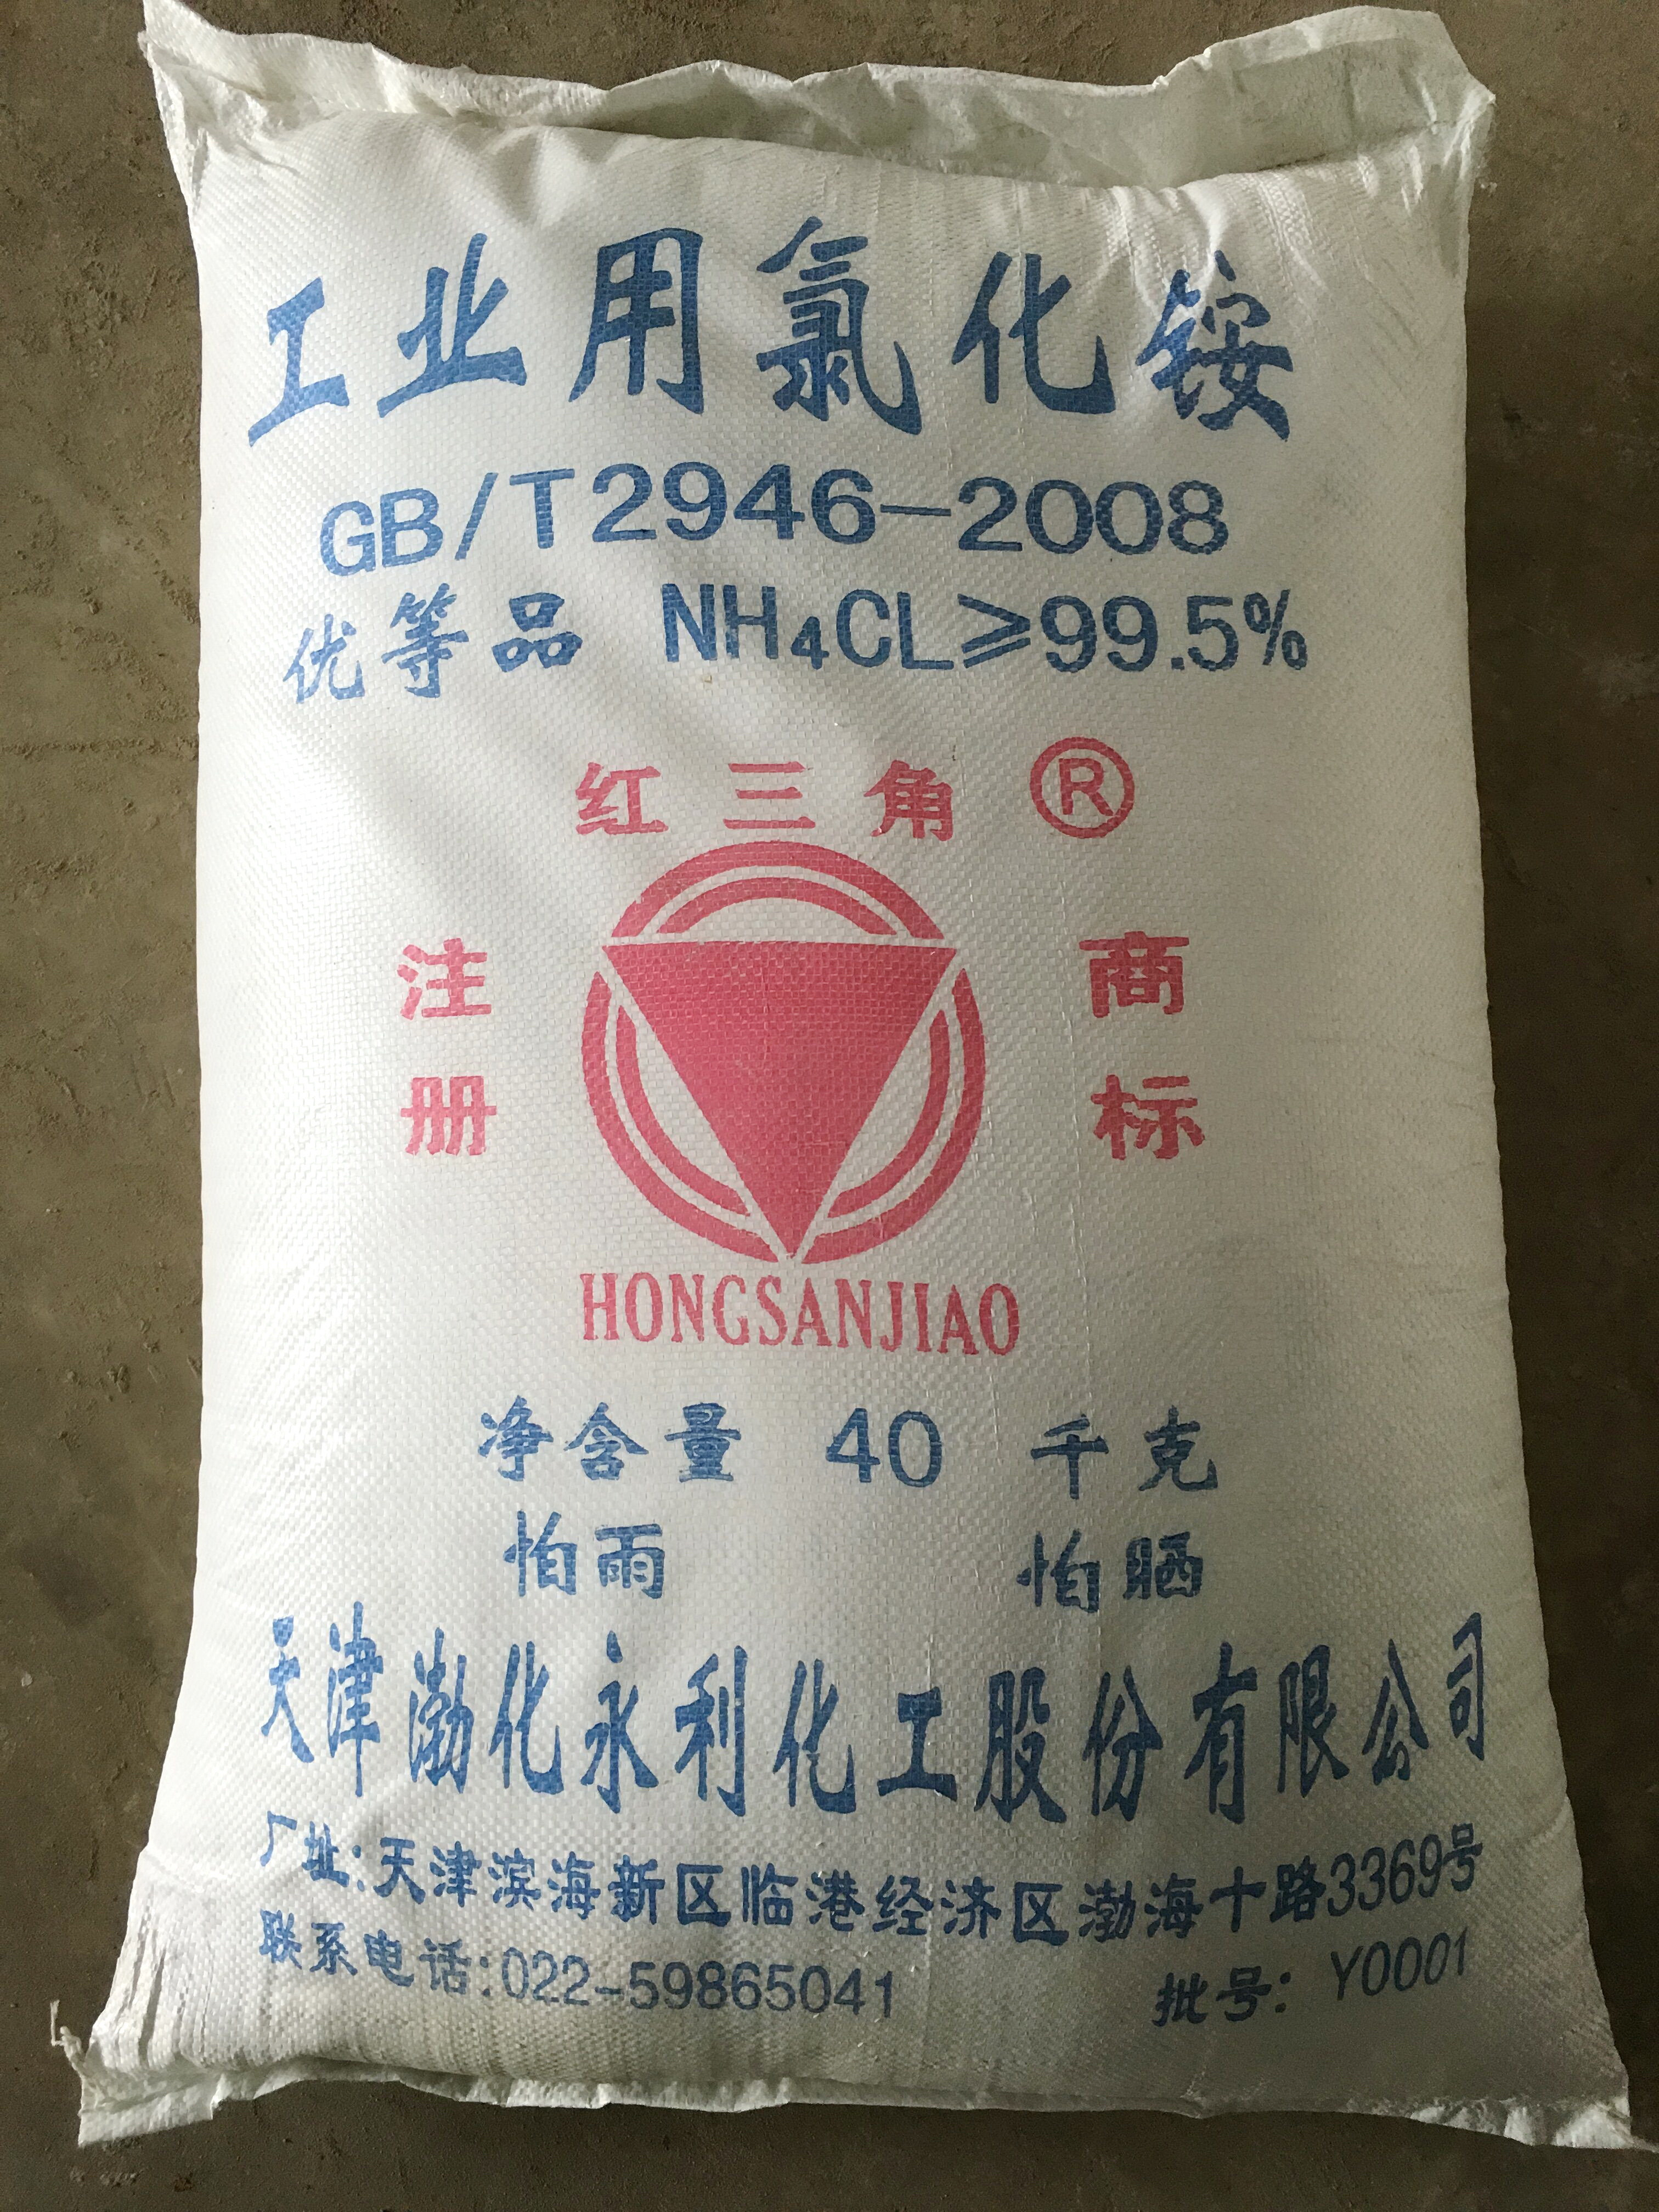 工业用氯化铵
GB/T2946-2008
优等品 NH₄CL≥99.5%
红三角®
注册 商标
HONGSANJIAO
净含量 40 千克
怕雨 怕晒
天津渤化永利化工股份有限公司
厂址:天津滨海新区临港经济区渤海十路3369号
联系电话:022-59865041 批号: Y0001